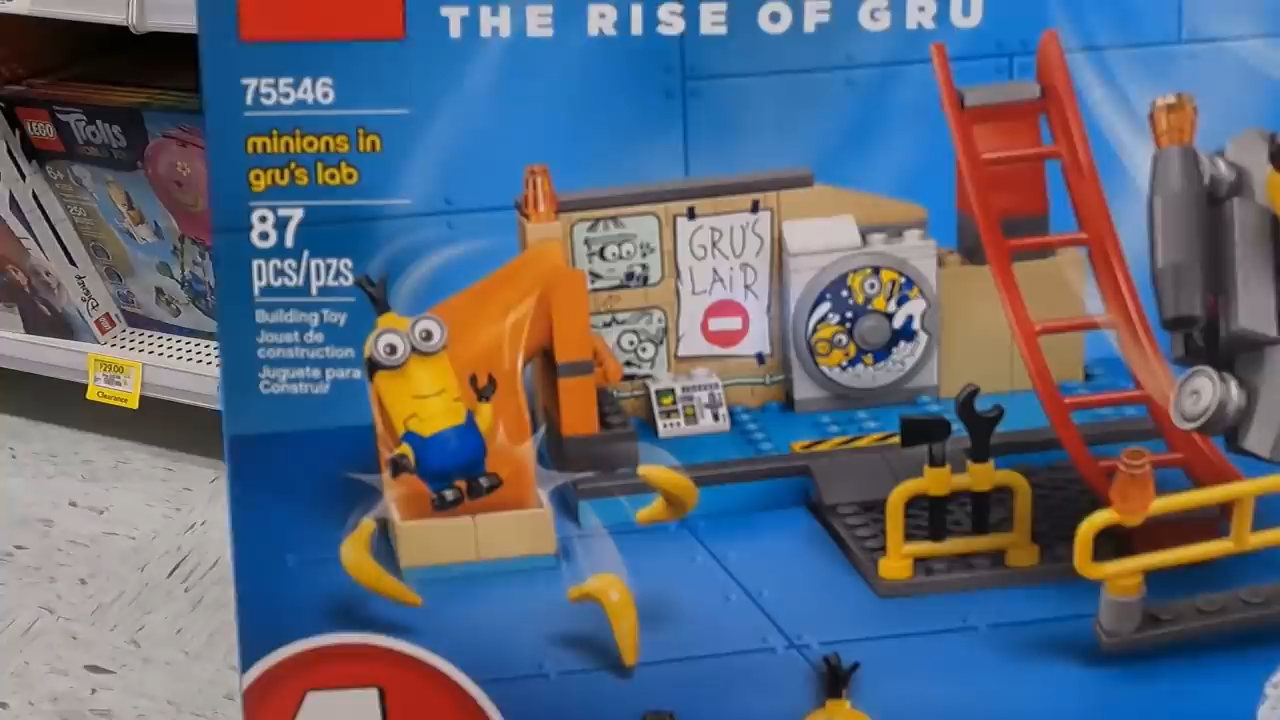 THE RISE OF GRU
75546
minions in
gru's lab
87
pcs/pzs
Building Toy
Jouet de
construction
Juguete para
Construir
GRU'S
LAiR
LEGO
Trolls
6+
250
Disney
$29.00
Clearance